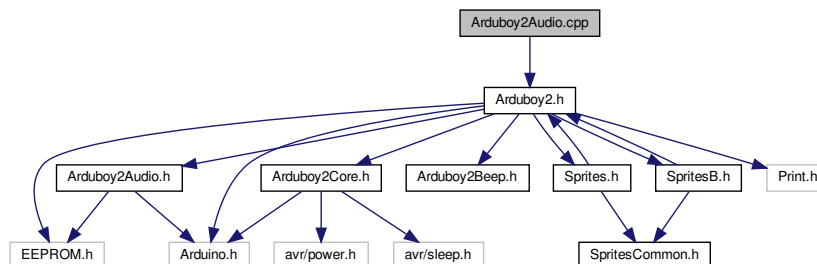 Arduboy2Audio.cpp
Arduboy2.h
Arduboy2Audio.h
Arduboy2Core.h
Arduboy2Beep.h
Sprites.h
SpritesB.h
Print.h
EEPROM.h
Arduino.h
avr/power.h
avr/sleep.h
SpritesCommon.h